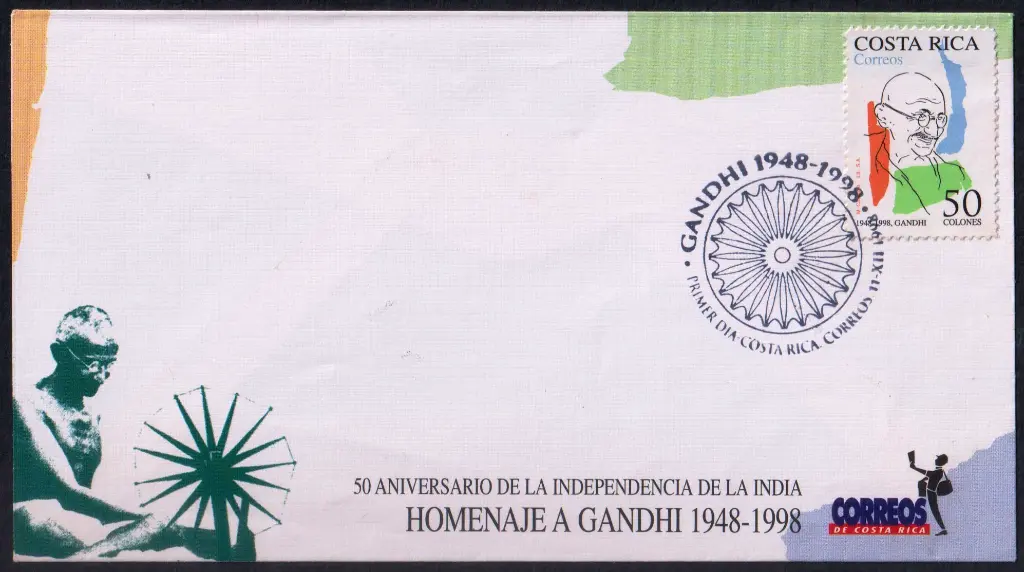 COSTA RICA
Correos
1948-1998, GANDHI
50
COLONES
• GANDHI 1948-1998 •
PRIMER DIA. COSTA RICA. CORREOS 11-XII 1998
50 ANIVERSARIO DE LA INDEPENDENCIA DE LA INDIA
HOMENAJE A GANDHI 1948-1998
CORREOS
DE COSTA RICA